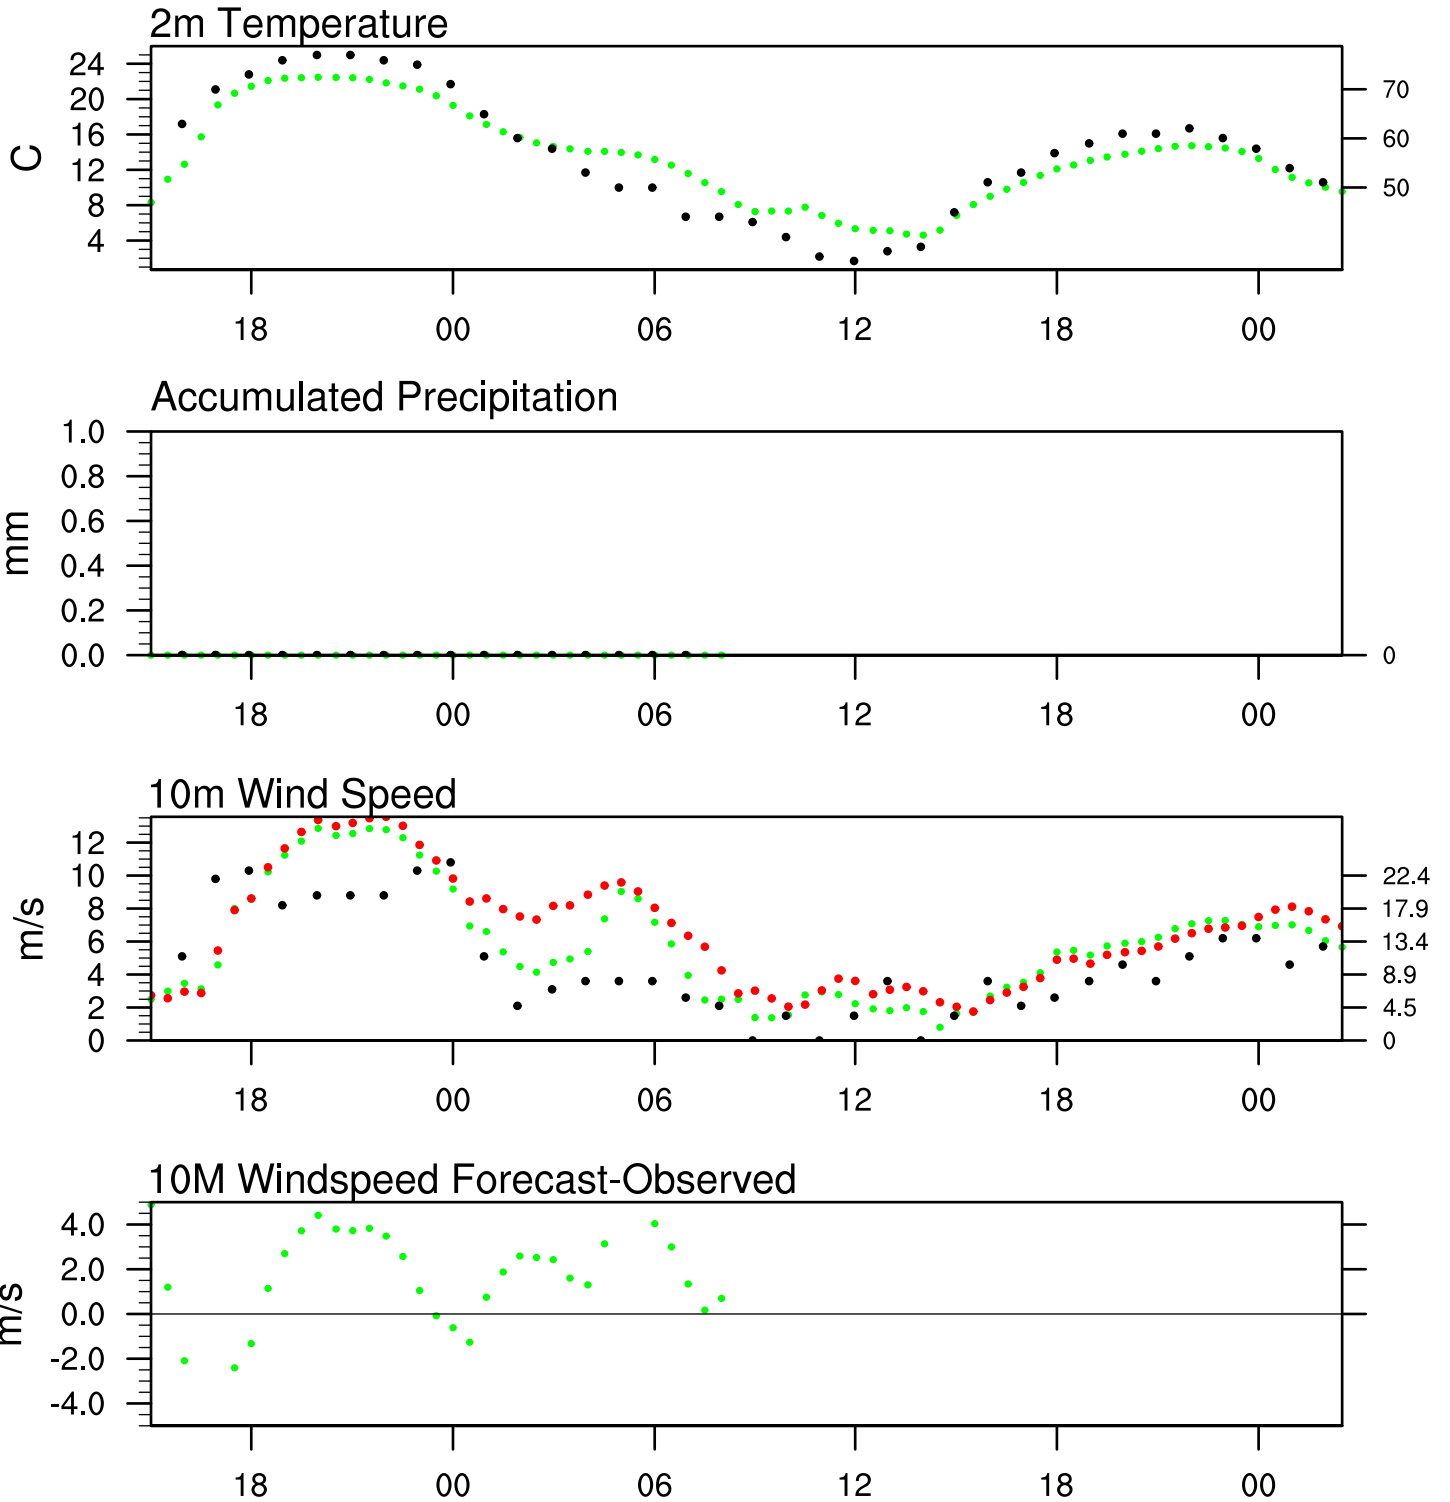 2m Temperature
24
20
16
12
8
4
C
70
60
50
18 00 06 12 18 00
Accumulated Precipitation
1.0
0.8
0.6
0.4
0.2
0.0
mm
0
18 00 06 12 18 00
10m Wind Speed
12
10
8
6
4
2
0
m/s
22.4
17.9
13.4
8.9
4.5
0
18 00 06 12 18 00
10M Windspeed Forecast-Observed
4.0
2.0
0.0
-2.0
-4.0
m/s
18 00 06 12 18 00